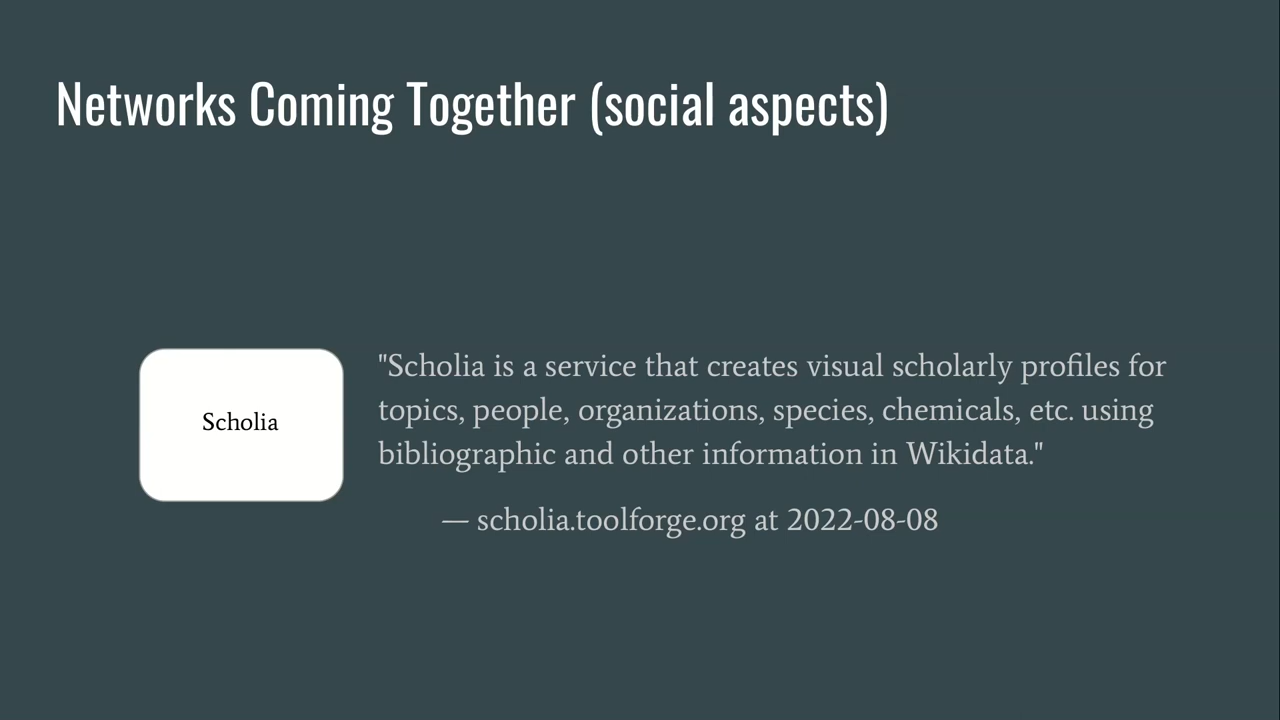 Networks Coming Together (social aspects)
Scholia
"Scholia is a service that creates visual scholarly profiles for
topics, people, organizations, species, chemicals, etc. using
bibliographic and other information in Wikidata."
— scholia.toolforge.org at 2022-08-08